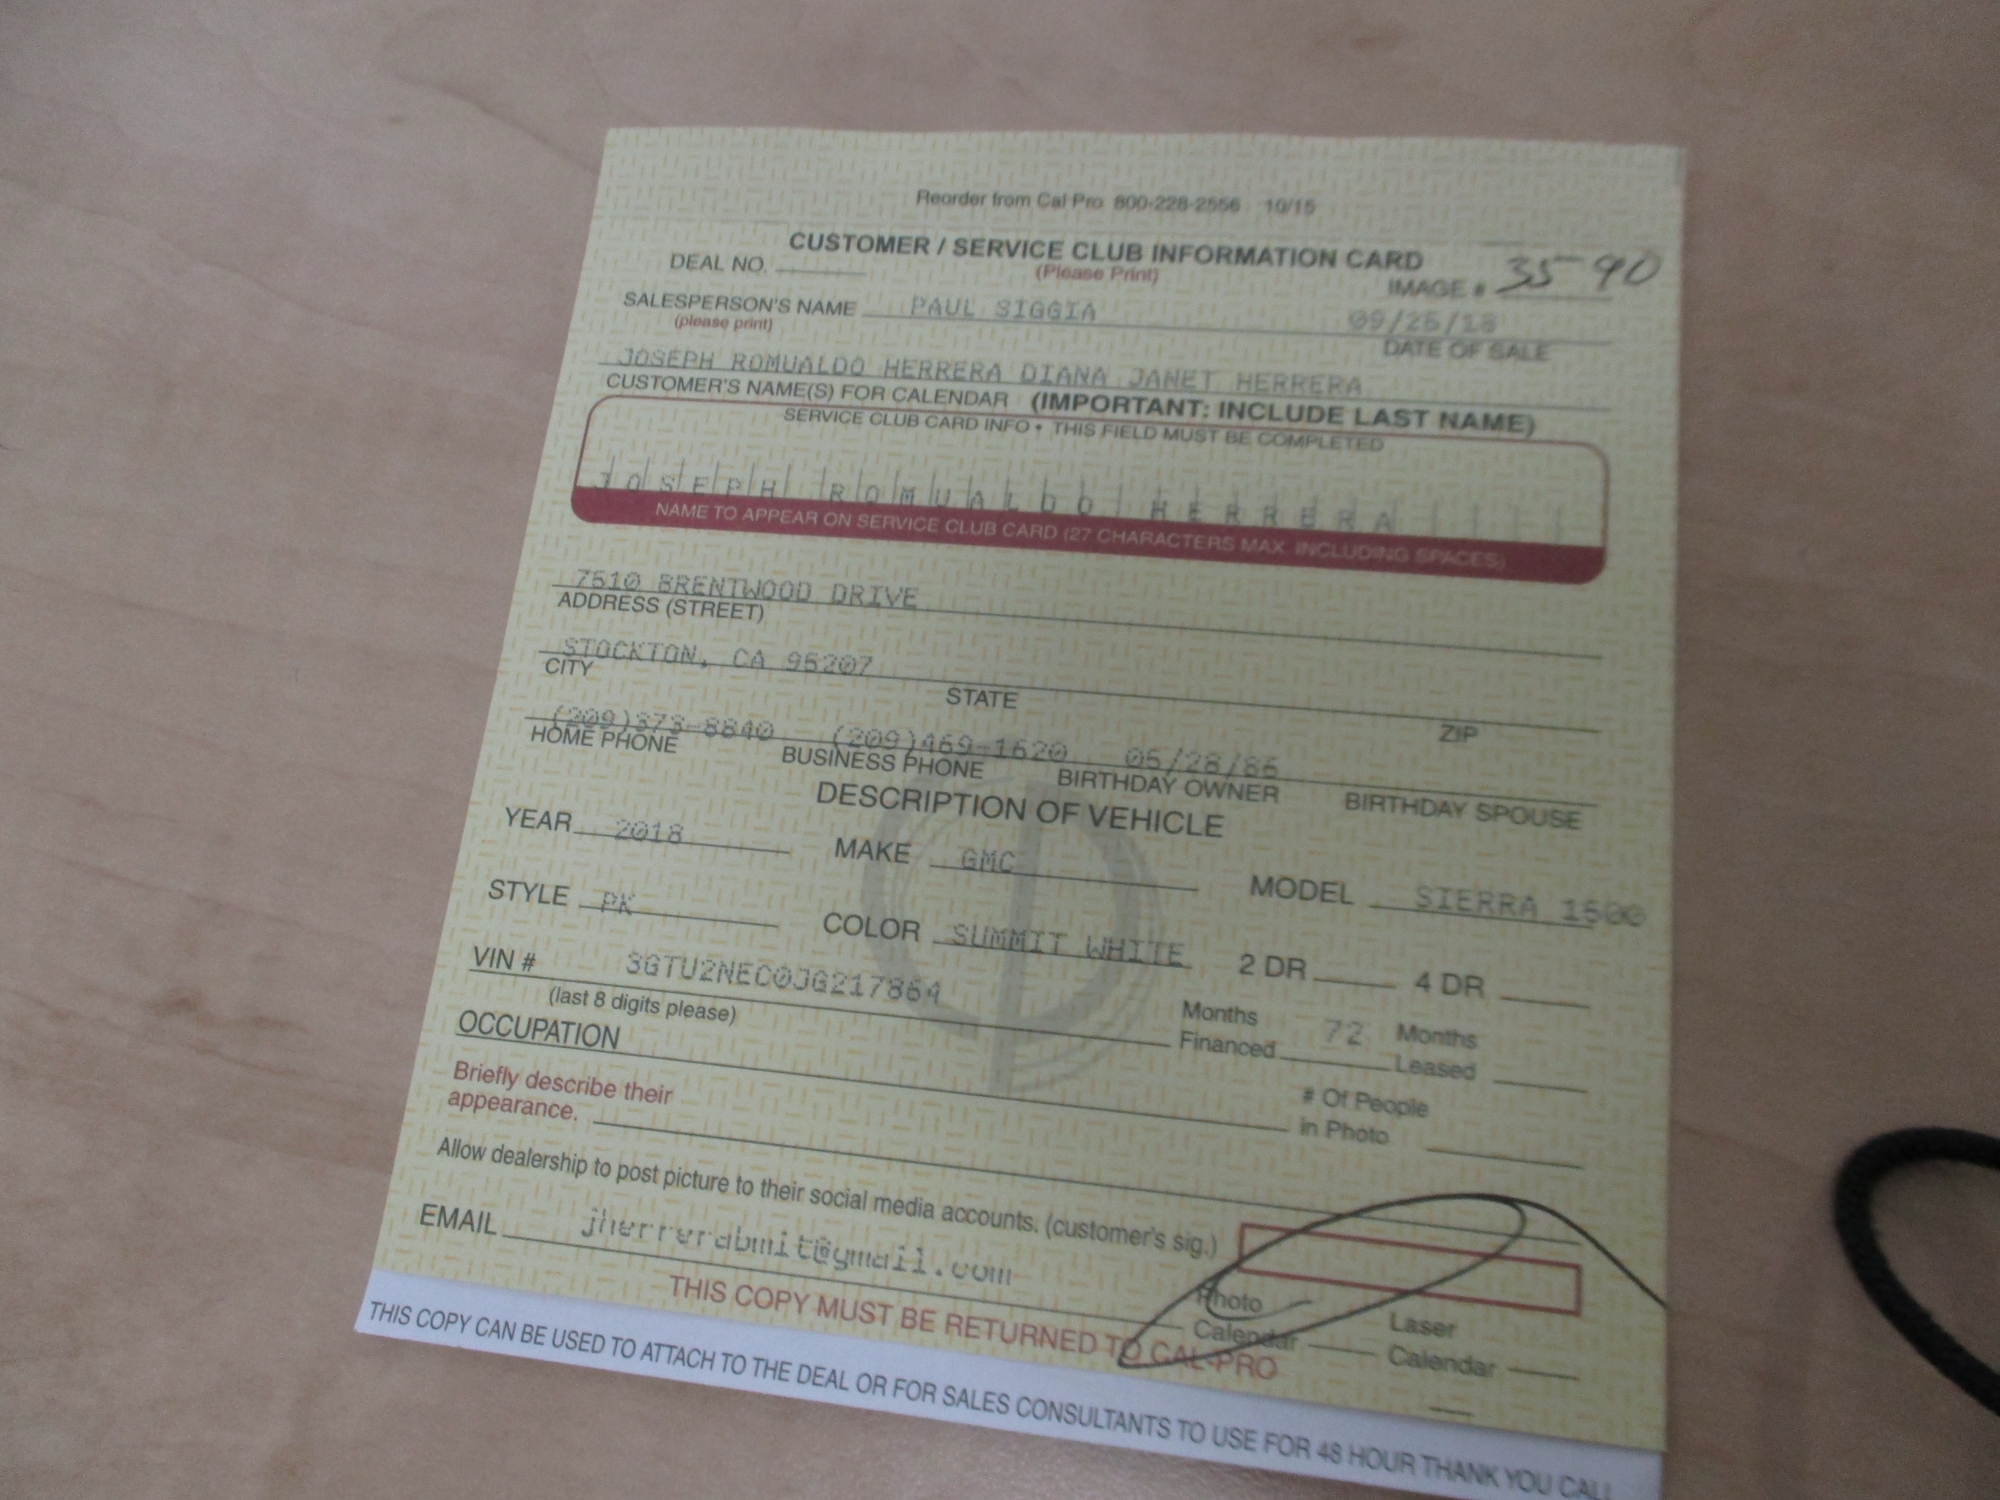 Reorder from Cal Pro 800-228-2556 10/15
CUSTOMER / SERVICE CLUB INFORMATION CARD
(Please Print)
DEAL NO.
IMAGE # 35 90
SALESPERSON'S NAME PAUL SIGGIA 09/25/18
(please print)
DATE OF SALE
JOSEPH ROMUALDO HERRERA DIANA JANET HERRERA
CUSTOMER'S NAME(S) FOR CALENDAR (IMPORTANT: INCLUDE LAST NAME)
SERVICE CLUB CARD INFO • THIS FIELD MUST BE COMPLETED
JOSEPH ROMUALDO HERRERA
NAME TO APPEAR ON SERVICE CLUB CARD (27 CHARACTERS MAX. INCLUDING SPACES)
7510 BRENTWOOD DRIVE
ADDRESS (STREET)
STOCKTON, CA 95207
CITY STATE ZIP
(209)373-8840 (209)469-1620 05/28/86
HOME PHONE BUSINESS PHONE BIRTHDAY OWNER BIRTHDAY SPOUSE
DESCRIPTION OF VEHICLE
YEAR 2018 MAKE GMC MODEL SIERRA 1500
STYLE PK COLOR SUMMIT WHITE 2 DR 4 DR
VIN # 3GTU2NEC0JG217864
(last 8 digits please)
Months Financed 72 Months Leased
OCCUPATION
# Of People in Photo
Briefly describe their
appearance.
Allow dealership to post picture to their social media accounts. (customer's sig.)
EMAIL jherrerabmit@gmail.com
Photo Calendar Laser Calendar
THIS COPY MUST BE RETURNED TO CAL-PRO
THIS COPY CAN BE USED TO ATTACH TO THE DEAL OR FOR SALES CONSULTANTS TO USE FOR 48 HOUR THANK YOU CALL